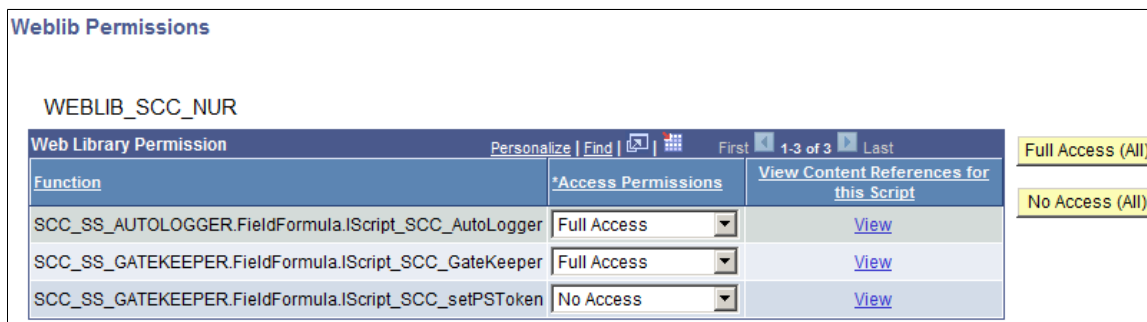 Weblib Permissions
WEBLIB_SCC_NUR
Web Library Permission Personalize | Find | | First 1-3 of 3 Last
Function *Access Permissions View Content References for this Script
SCC_SS_AUTOLOGGER.FieldFormula.IScript_SCC_AutoLogger Full Access View
SCC_SS_GATEKEEPER.FieldFormula.IScript_SCC_GateKeeper Full Access View
SCC_SS_GATEKEEPER.FieldFormula.IScript_SCC_setPSToken No Access View
Full Access (All)
No Access (All)